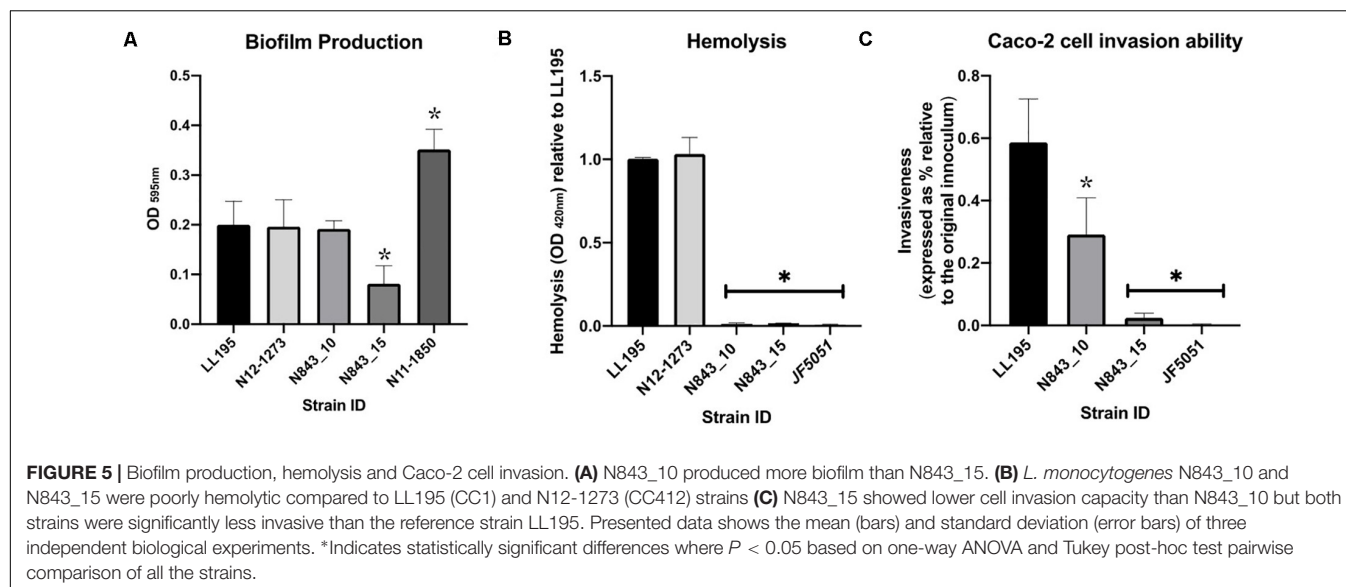 A
Biofilm Production
OD 595nm
0.5
0.4
0.3
0.2
0.1
0.0
*
*
LL195
N12-1273
N843_10
N843_15
N11-1850
Strain ID
B
Hemolysis
Hemolysis (OD 420nm) relative to LL195
1.5
1.0
0.5
0.0
*
LL195
N12-1273
N843_10
N843_15
JF5051
Strain ID
C
Caco-2 cell invasion ability
Invasiveness
(expressed as % relative
to the original innoculum)
0.8
0.6
0.4
0.2
0.0
*
*
LL195
N843_10
N843_15
JF5051
Strain ID
FIGURE 5 | Biofilm production, hemolysis and Caco-2 cell invasion. (A) N843_10 produced more biofilm than N843_15. (B) L. monocytogenes N843_10 and
N843_15 were poorly hemolytic compared to LL195 (CC1) and N12-1273 (CC412) strains (C) N843_15 showed lower cell invasion capacity than N843_10 but both
strains were significantly less invasive than the reference strain LL195. Presented data shows the mean (bars) and standard deviation (error bars) of three
independent biological experiments. *Indicates statistically significant differences where P < 0.05 based on one-way ANOVA and Tukey post-hoc test pairwise
comparison of all the strains.